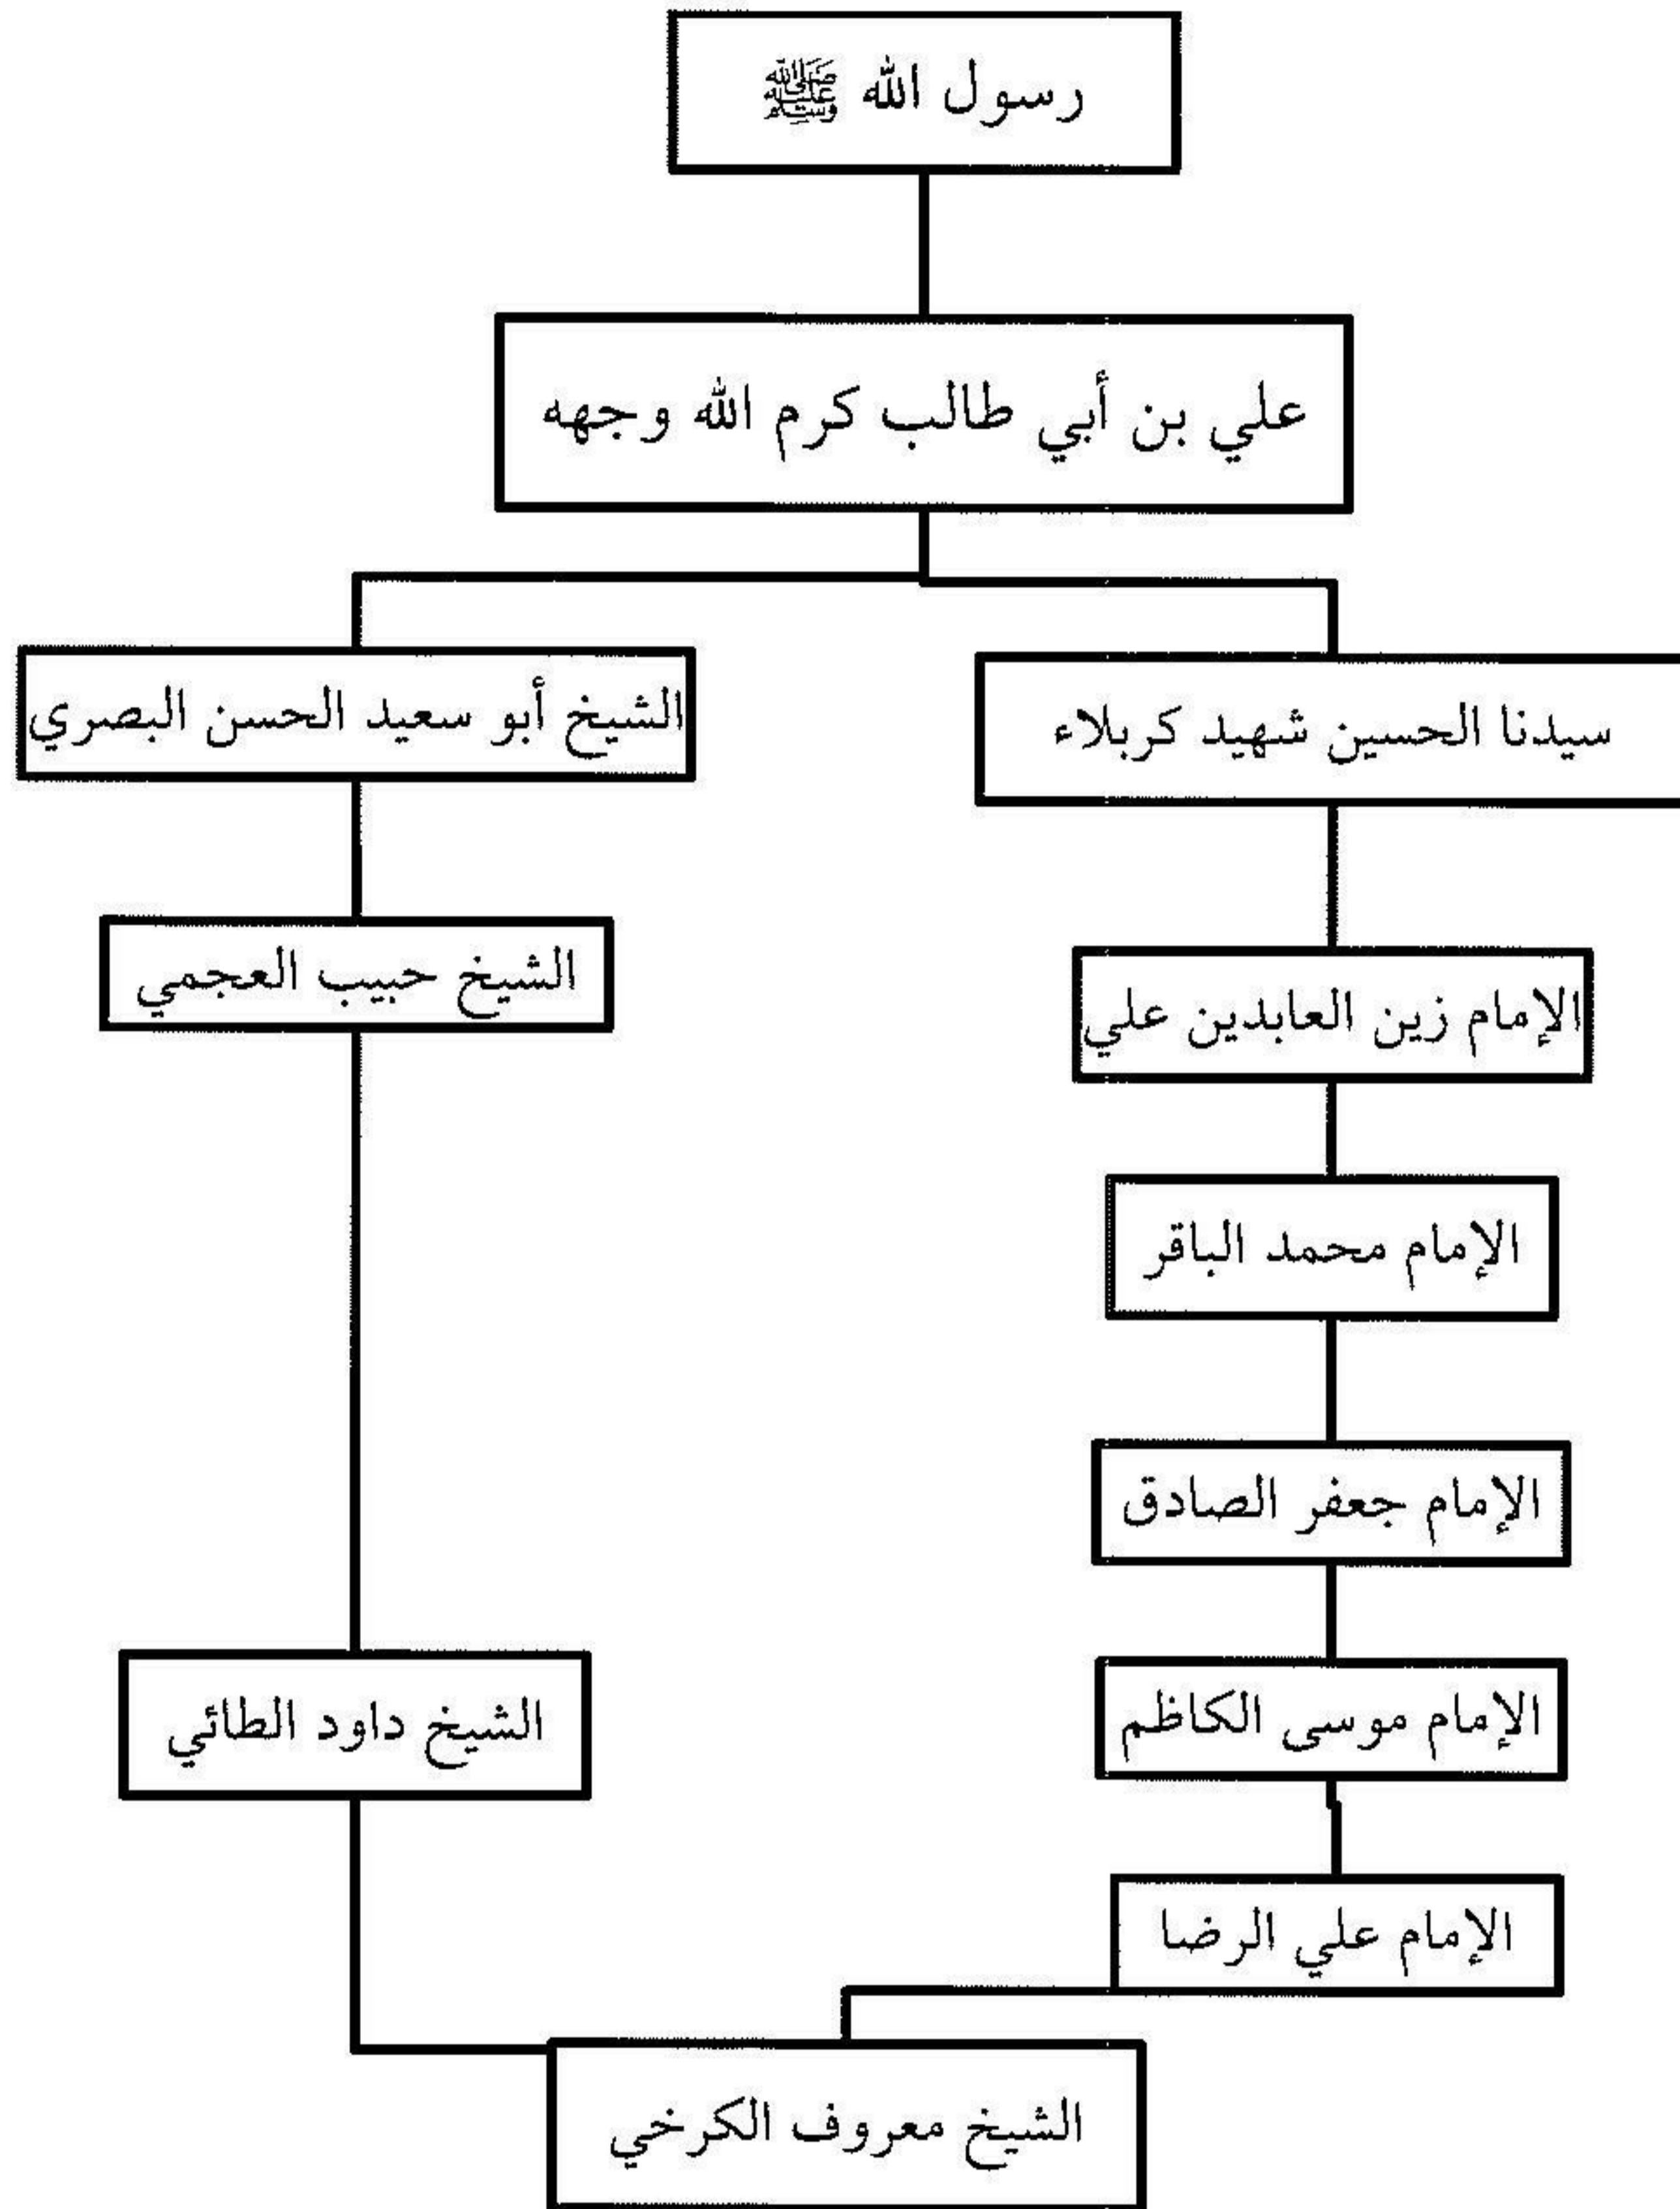 رسول الله ﷺ
علي بن أبي طالب كرم الله وجهه
سيدنا الحسين شهيد كربلاء
الشيخ أبو سعيد الحسن البصري
الإمام زين العابدين علي
الشيخ حبيب العجمي
الإمام محمد الباقر
الإمام جعفر الصادق
الإمام موسى الكاظم
الشيخ داود الطائي
الإمام علي الرضا
الشيخ معروف الكرخي